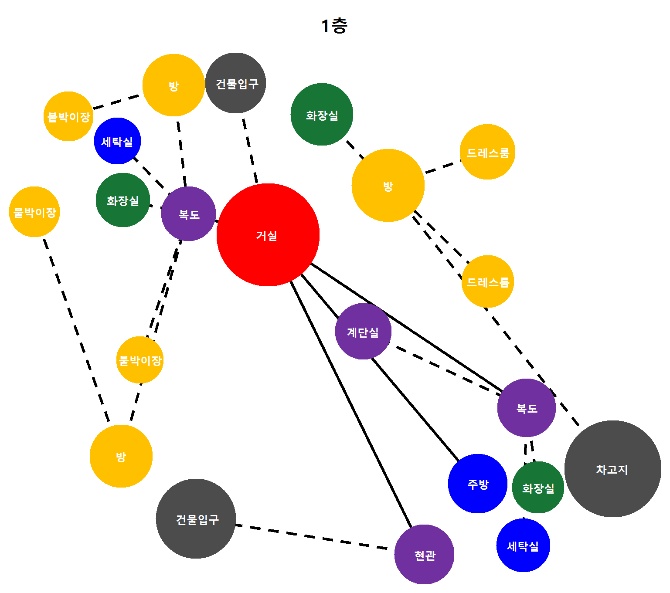 1층
방
건물입구
붙박이장
세탁실
화장실
드레스룸
방
화장실
붙박이장
복도
거실
드레스룸
계단실
붙박이장
복도
방
차고지
주방
화장실
건물입구
세탁실
현관